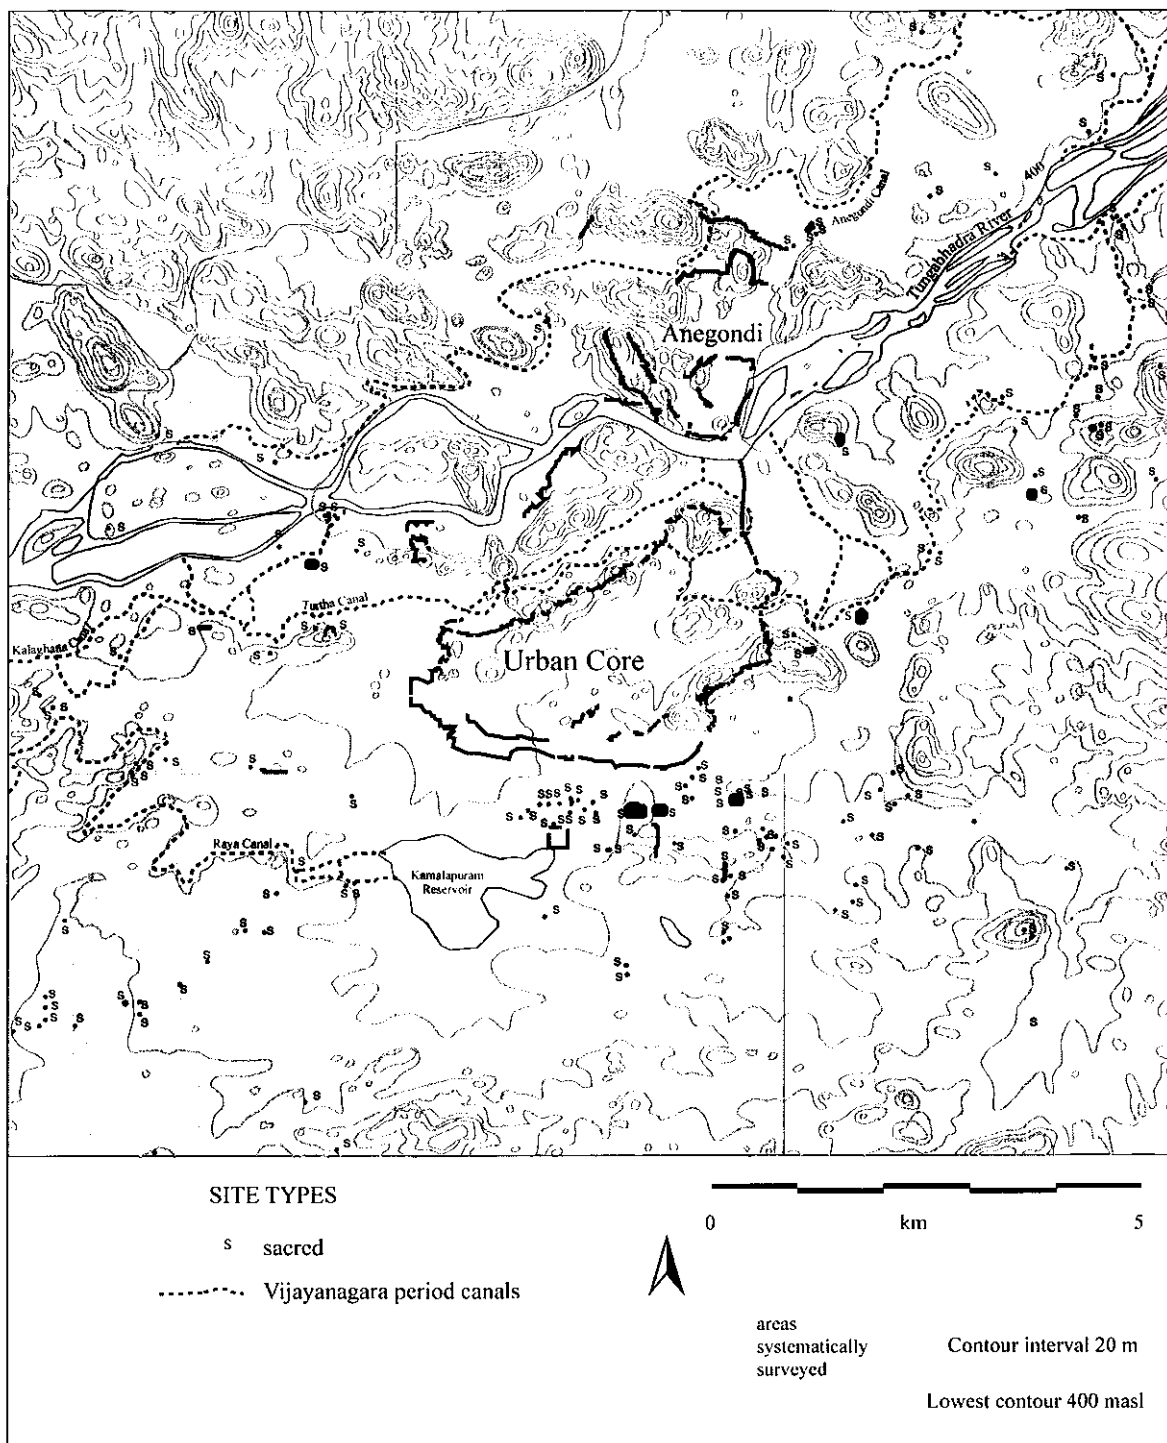 400
Tungabhadra River
Anegondi Canal
Anegondi
Turtha Canal
Kalaghatta Canal
Urban Core
Raya Canal
Kamalapuram
Reservoir
SITE TYPES
s sacred
Vijayanagara period canals
0 km 5
areas
systematically
surveyed
Contour interval 20 m
Lowest contour 400 masl